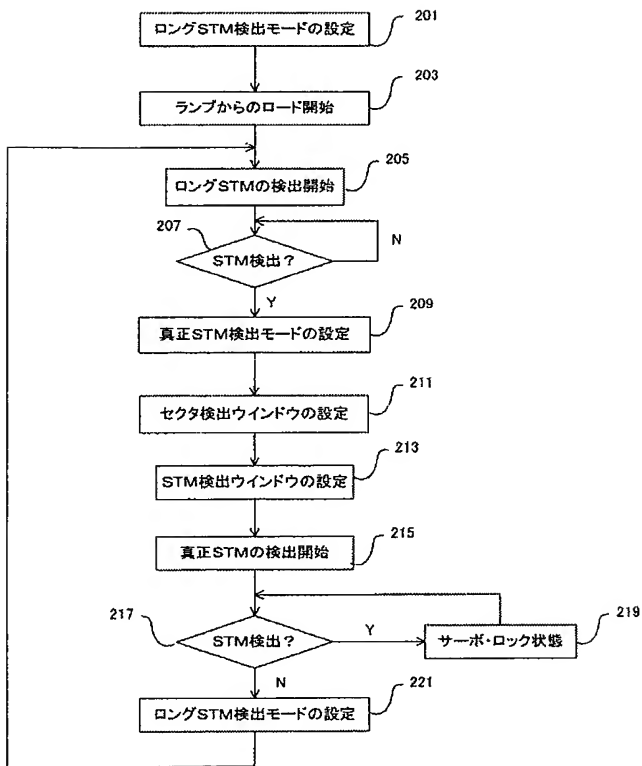 ロングSTM検出モードの設定
201
ランプからのロード開始
203
ロングSTMの検出開始
205
207
STM検出？
N
Y
真正STM検出モードの設定
209
セクタ検出ウインドウの設定
211
STM検出ウインドウの設定
213
真正STMの検出開始
215
217
STM検出？
Y
サーボ・ロック状態
219
N
ロングSTM検出モードの設定
221